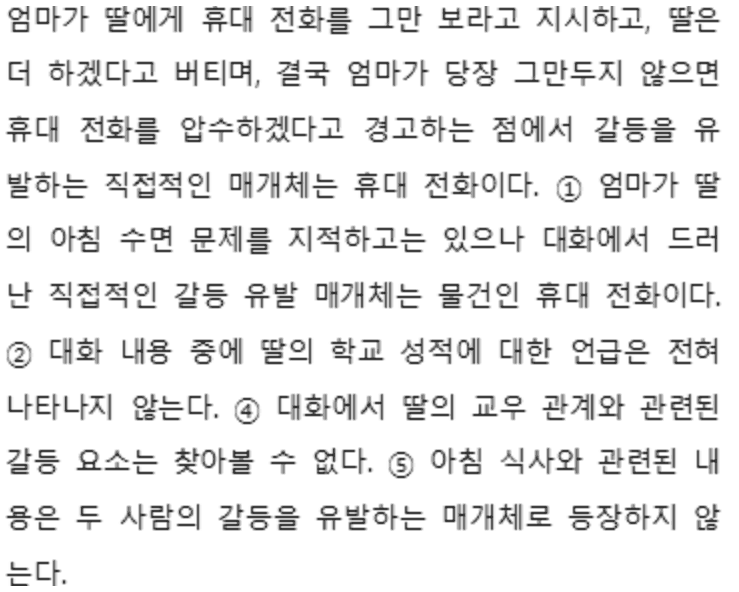 엄마가 딸에게 휴대 전화를 그만 보라고 지시하고, 딸은
더 하겠다고 버티며, 결국 엄마가 당장 그만두지 않으면
휴대 전화를 압수하겠다고 경고하는 점에서 갈등을 유
발하는 직접적인 매개체는 휴대 전화이다. ① 엄마가 딸
의 아침 수면 문제를 지적하고는 있으나 대화에서 드러
난 직접적인 갈등 유발 매개체는 물건인 휴대 전화이다.
② 대화 내용 중에 딸의 학교 성적에 대한 언급은 전혀
나타나지 않는다. ④ 대화에서 딸의 교우 관계와 관련된
갈등 요소는 찾아볼 수 없다. ⑤ 아침 식사와 관련된 내
용은 두 사람의 갈등을 유발하는 매개체로 등장하지 않
는다.